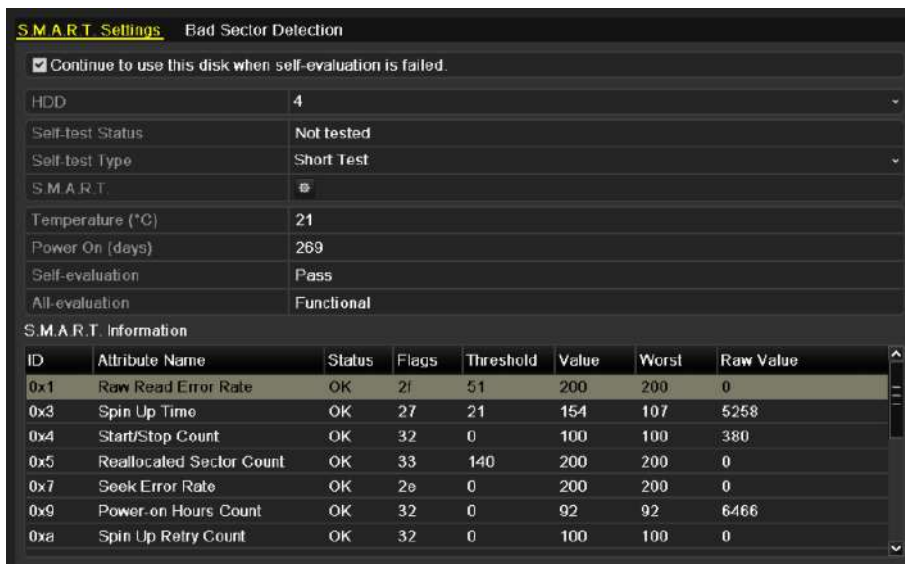 S.M.A.R.T. Settings Bad Sector Detection
Continue to use this disk when self-evaluation is failed.
HDD 4
Self-test Status Not tested
Self-test Type Short Test
S.M.A.R.T.
Temperature (°C) 21
Power On (days) 269
Self-evaluation Pass
All-evaluation Functional
S.M.A.R.T. Information
ID Attribute Name Status Flags Threshold Value Worst Raw Value
0x1 Raw Read Error Rate OK 2f 51 200 200 0
0x3 Spin Up Time OK 27 21 154 107 5258
0x4 Start/Stop Count OK 32 0 100 100 380
0x5 Reallocated Sector Count OK 33 140 200 200 0
0x7 Seek Error Rate OK 2e 0 200 200 0
0x9 Power-on Hours Count OK 32 0 92 92 6466
0xa Spin Up Retry Count OK 32 0 100 100 0